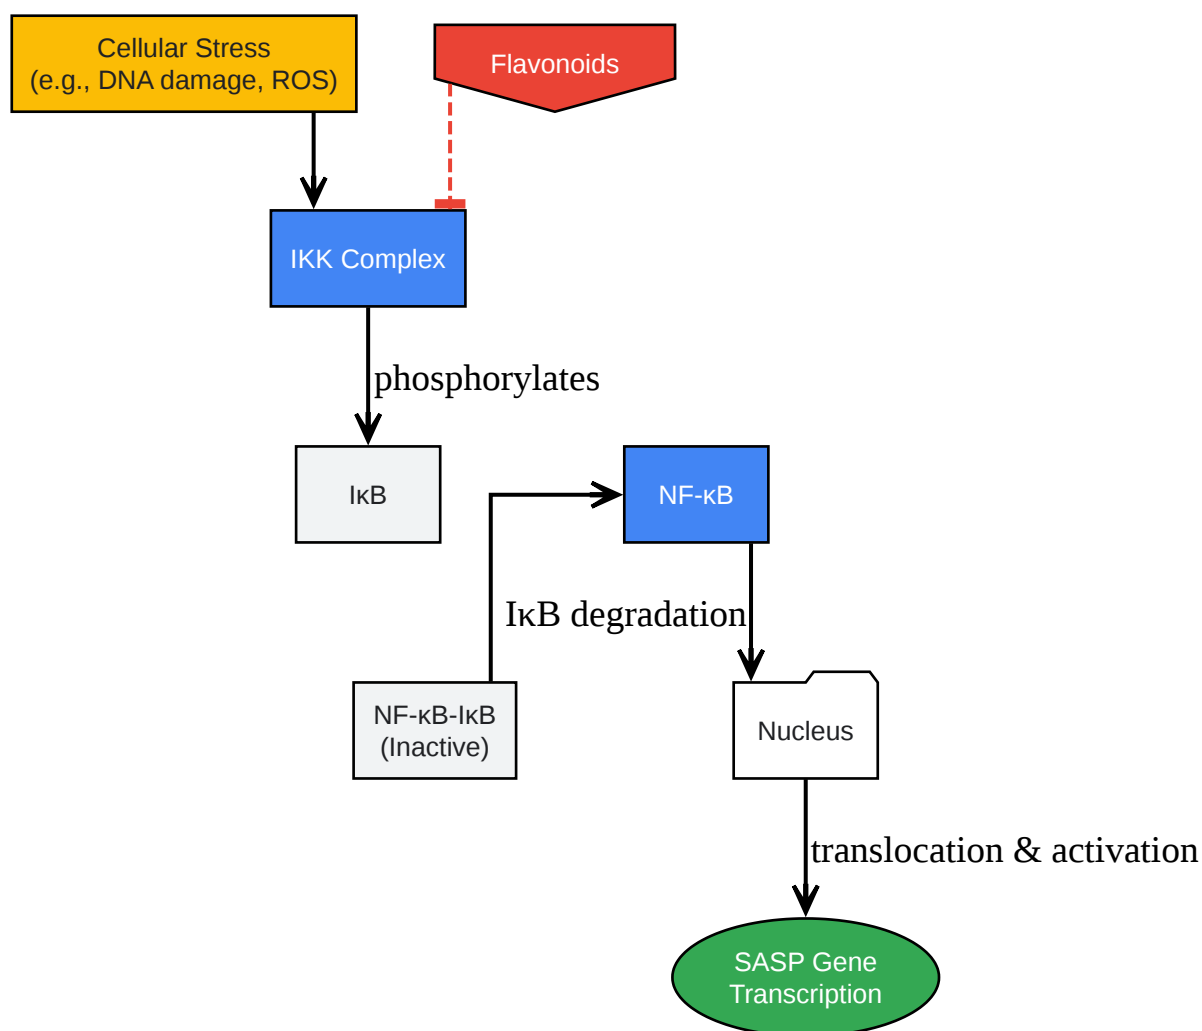 Cellular Stress
(e.g., DNA damage, ROS)
Flavonoids
IKK Complex
phosphorylates
IκB
NF-κB
IκB degradation
NF-κB-IκB
(Inactive)
Nucleus
translocation & activation
SASP Gene
Transcription